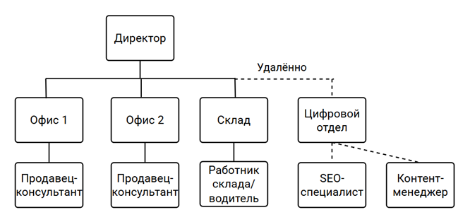 Директор
Удалённо
Офис 1
Офис 2
Склад
Цифровой
отдел
Продавец-
консультант
Продавец-
консультант
Работник
склада/
водитель
SEO-
специалист
Контент-
менеджер